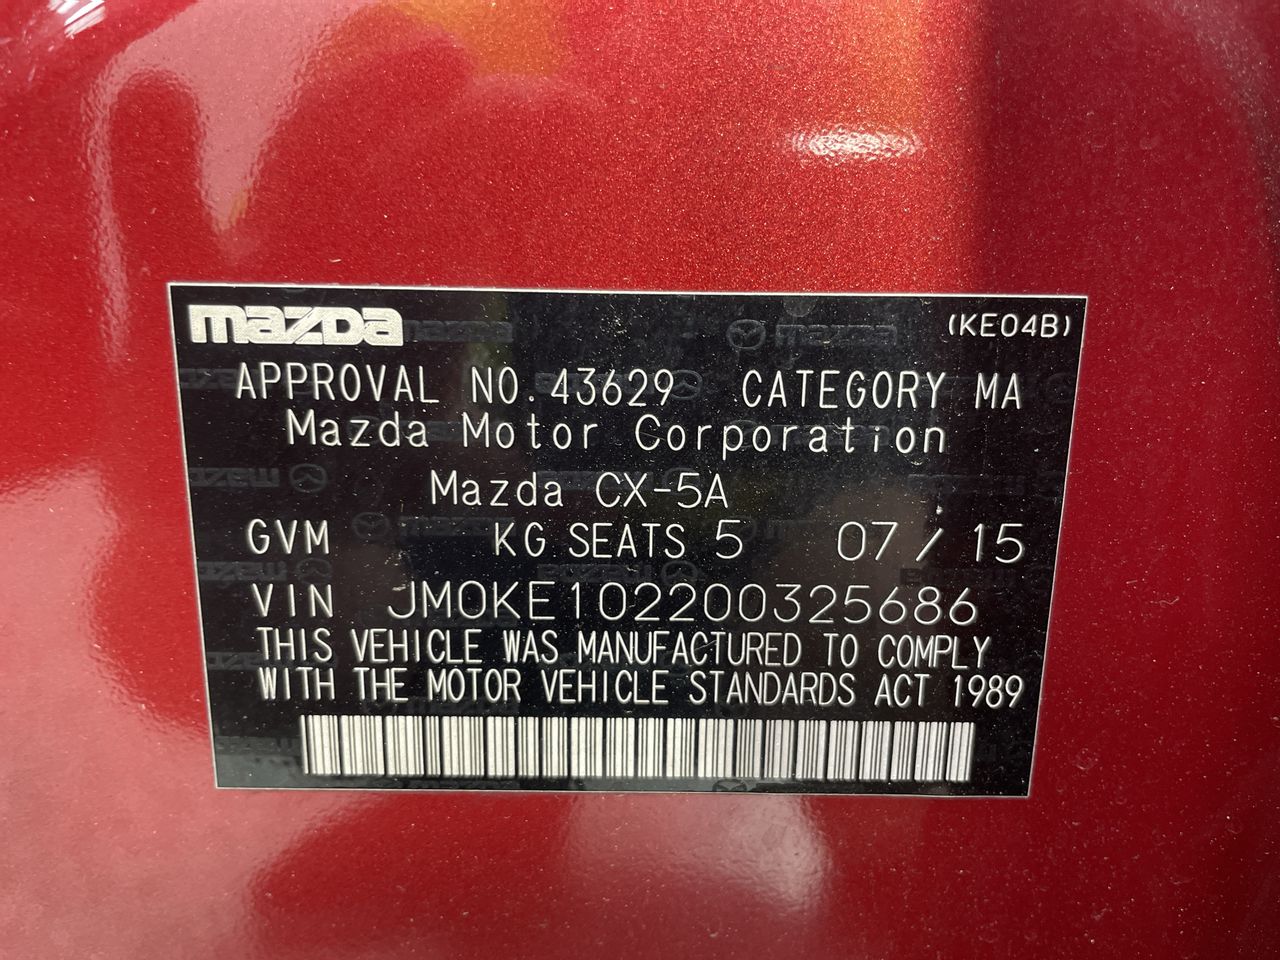 mazda
(KE04B)
APPROVAL NO.43629 CATEGORY MA
Mazda Motor Corporation
Mazda CX-5A
GVM KG SEATS 5 07/15
VIN JM0KE102200325686
THIS VEHICLE WAS MANUFACTURED TO COMPLY
WITH THE MOTOR VEHICLE STANDARDS ACT 1989